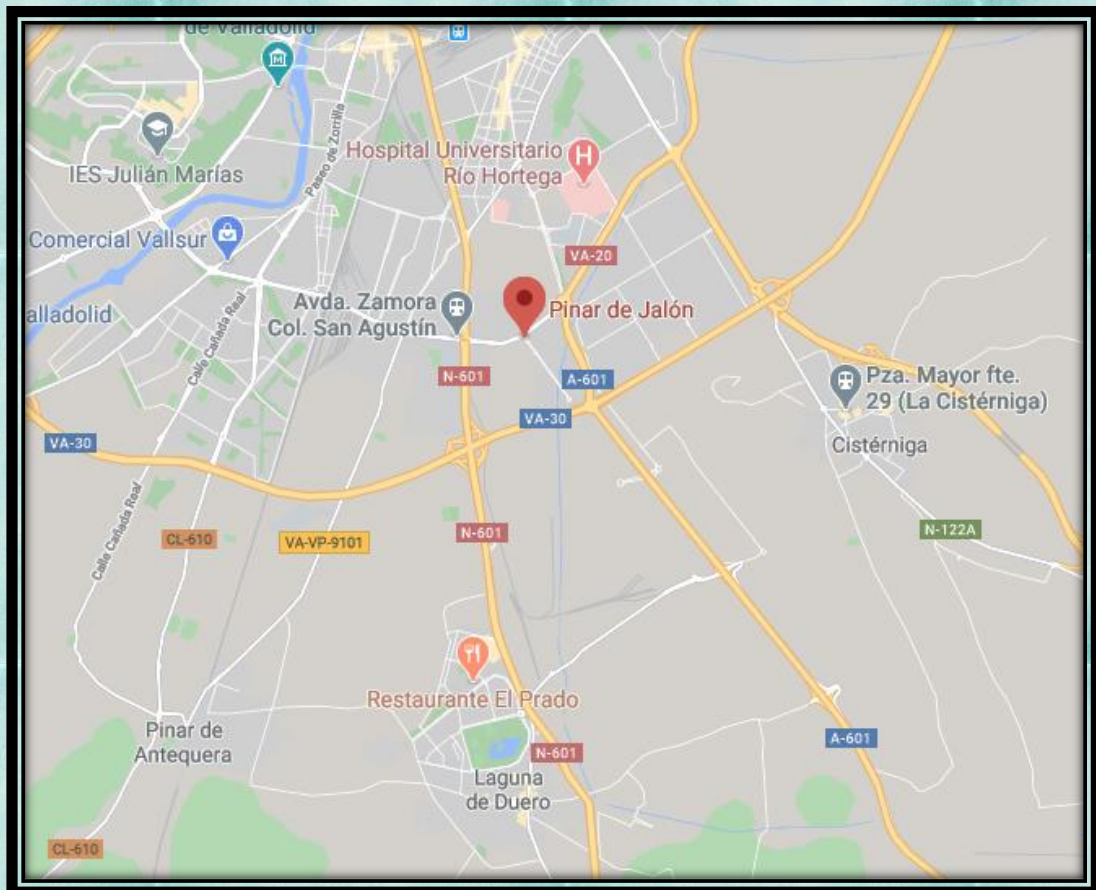 de Valladolid
IES Julián Marías
Paseo de Zorrilla
Hospital Universitario
Río Hortega
Comercial Vallsur
VA-20
alladolid
Avda. Zamora
Col. San Agustín
Pinar de Jalón
Calle Cañada Real
N-601
A-601
Pza. Mayor fte.
29 (La Cistérniga)
VA-30
VA-30
Cistérniga
Calle Cañada Real
CL-610
VA-VP-9101
N-601
N-122A
Restaurante El Prado
Pinar de
Antequera
N-601
A-601
Laguna
de Duero
CL-610